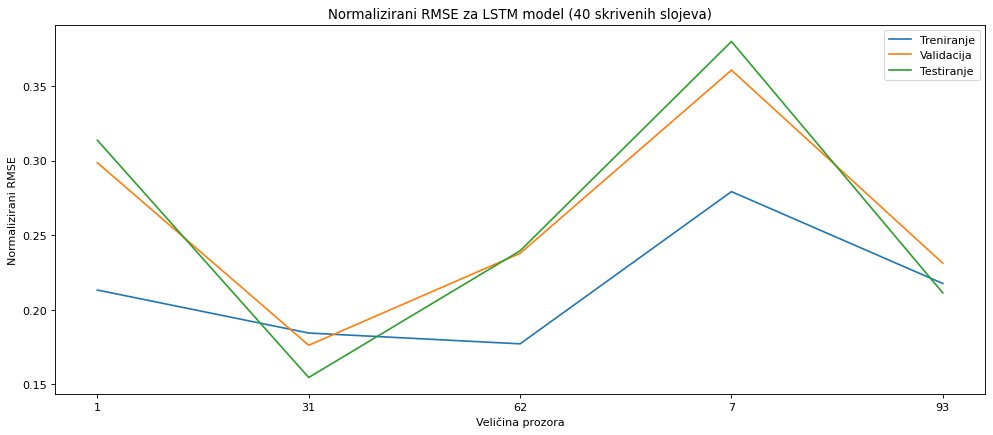 Normalizirani RMSE za LSTM model (40 skrivenih slojeva)
Treniranje
Validacija
Testiranje
Normalizirani RMSE
0.35
0.30
0.25
0.20
0.15
1 31 62 7 93
Veličina prozora